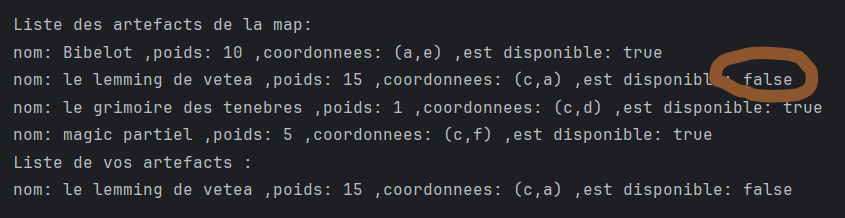 Liste des artefacts de la map:
nom: Bibelot ,poids: 10 ,coordonnees: (a,e) ,est disponible: true
nom: le lemming de vetea ,poids: 15 ,coordonnees: (c,a) ,est disponible: false
nom: le grimoire des tenebres ,poids: 1 ,coordonnees: (c,d) ,est disponible: true
nom: magic partiel ,poids: 5 ,coordonnees: (c,f) ,est disponible: true
Liste de vos artefacts :
nom: le lemming de vetea ,poids: 15 ,coordonnees: (c,a) ,est disponible: false